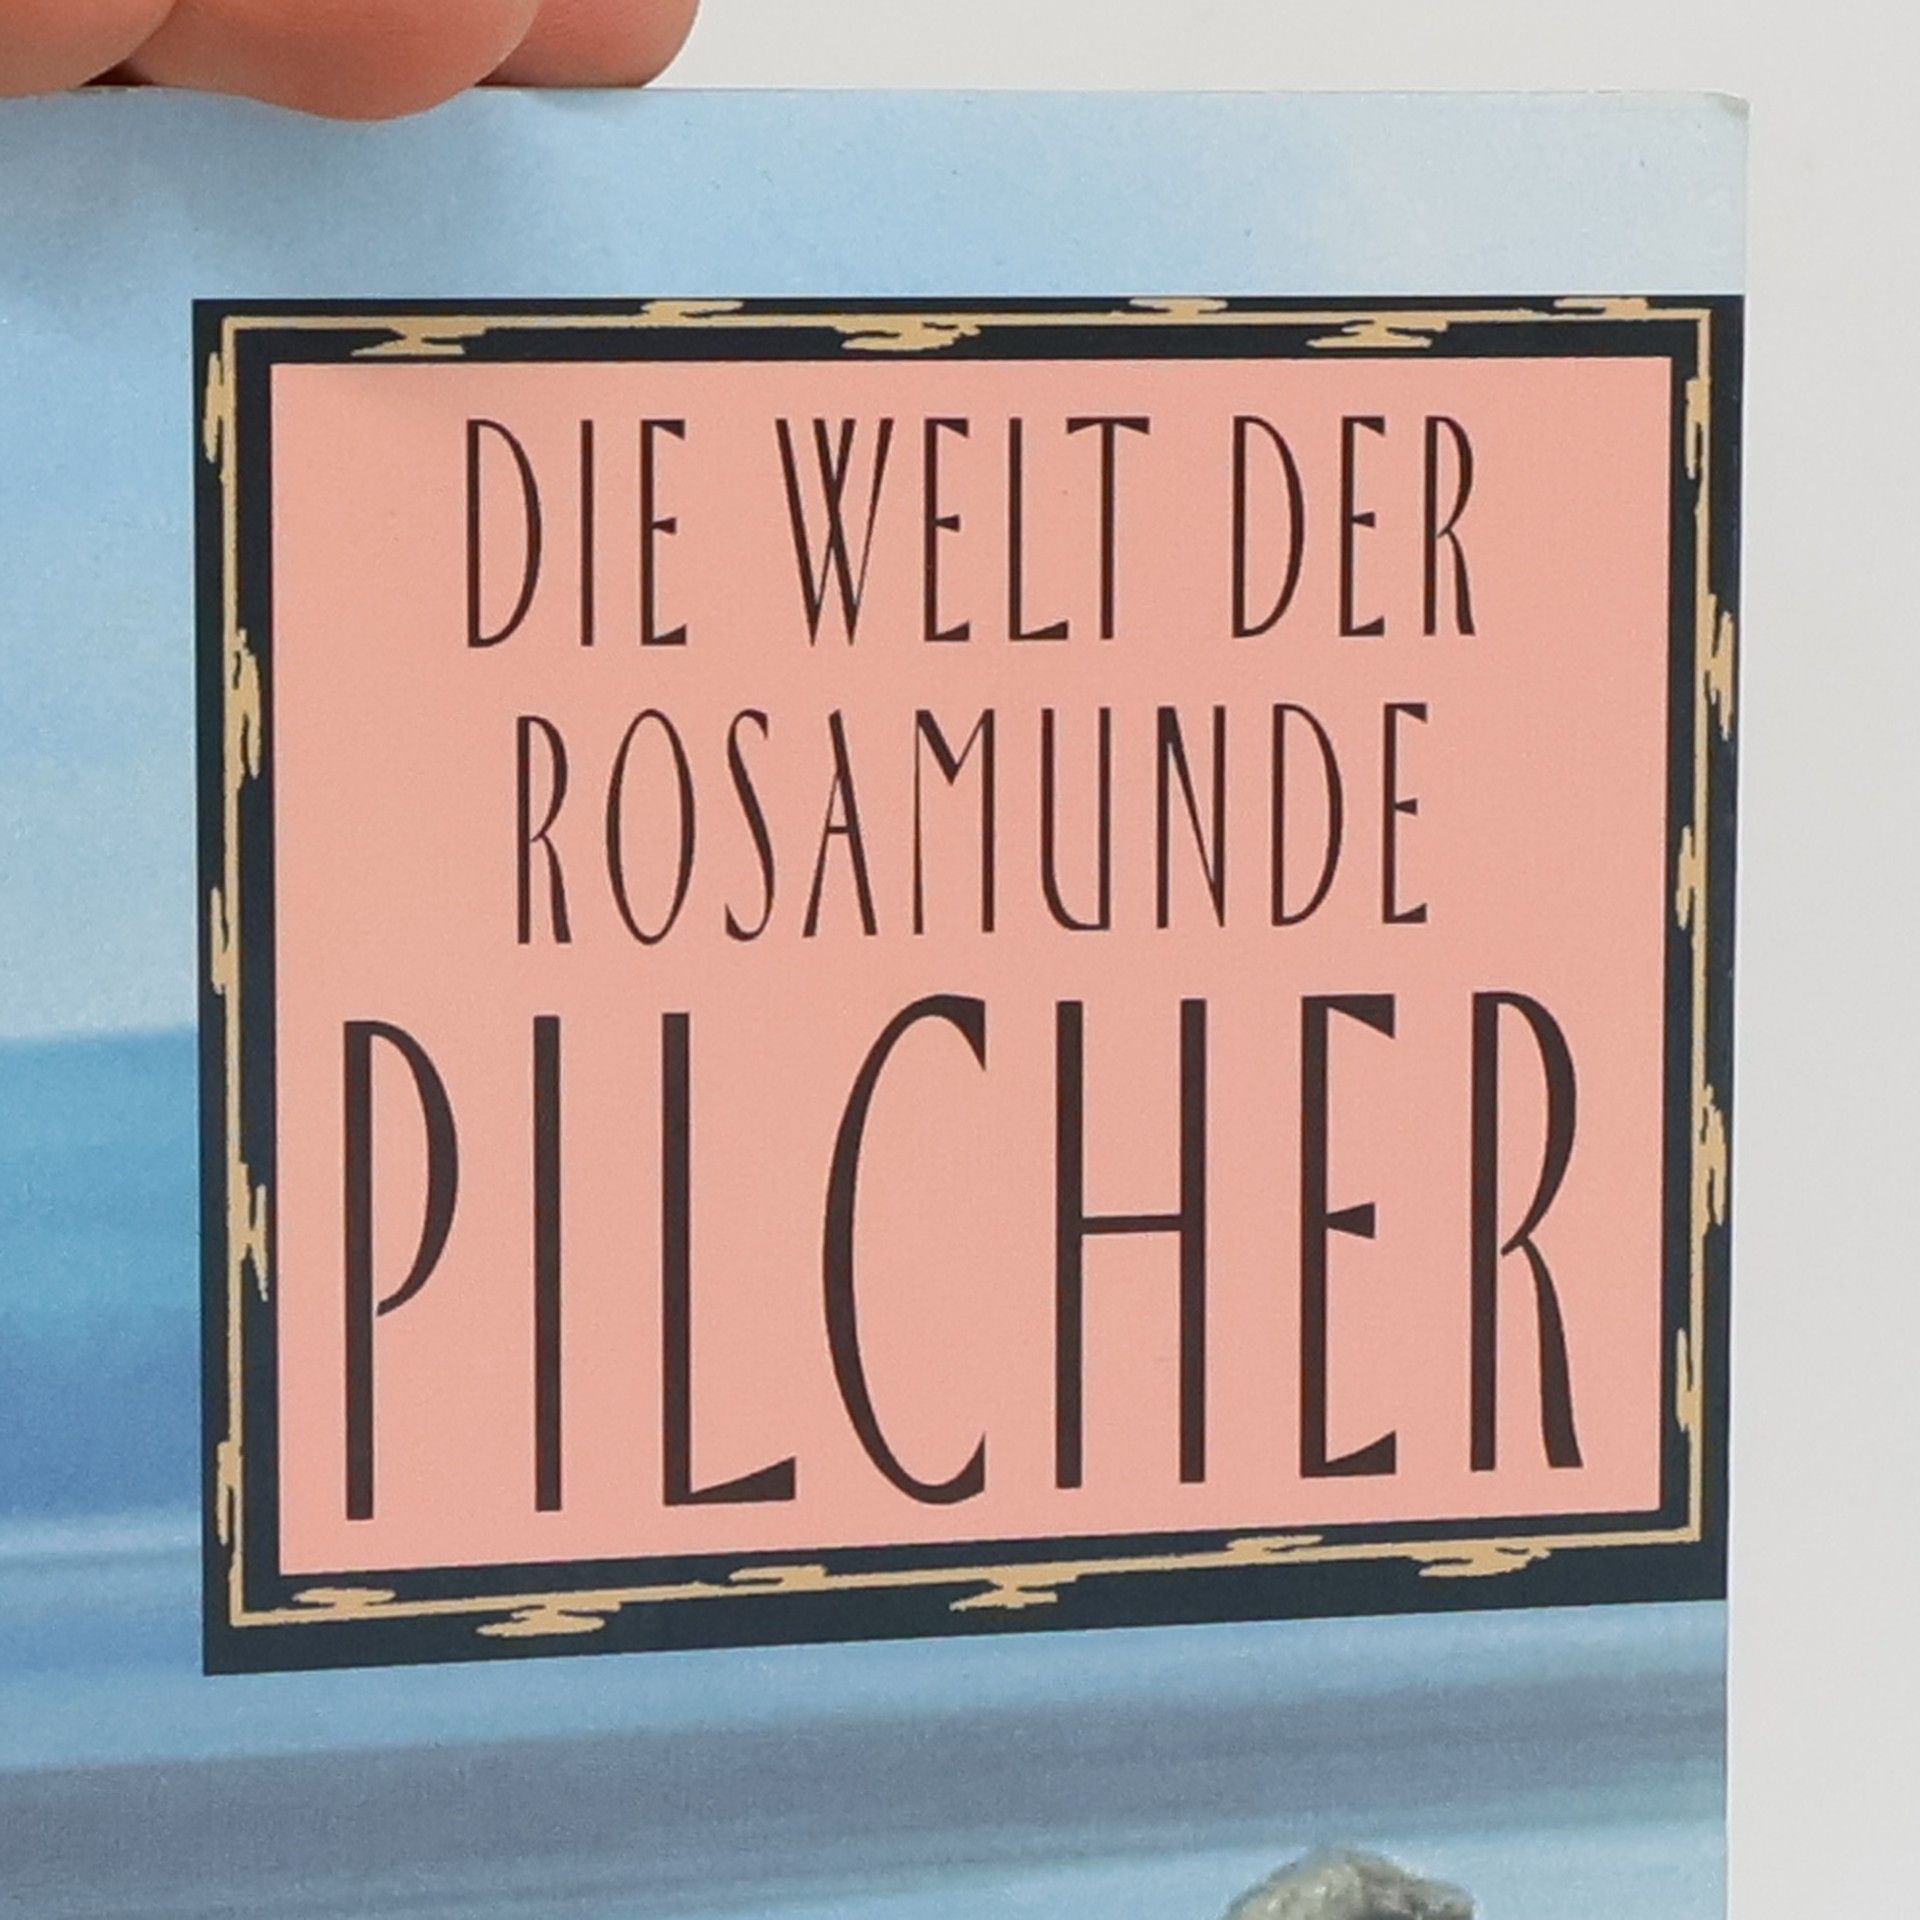 DIE WELT DER
ROSAMUNDE
PILCHER